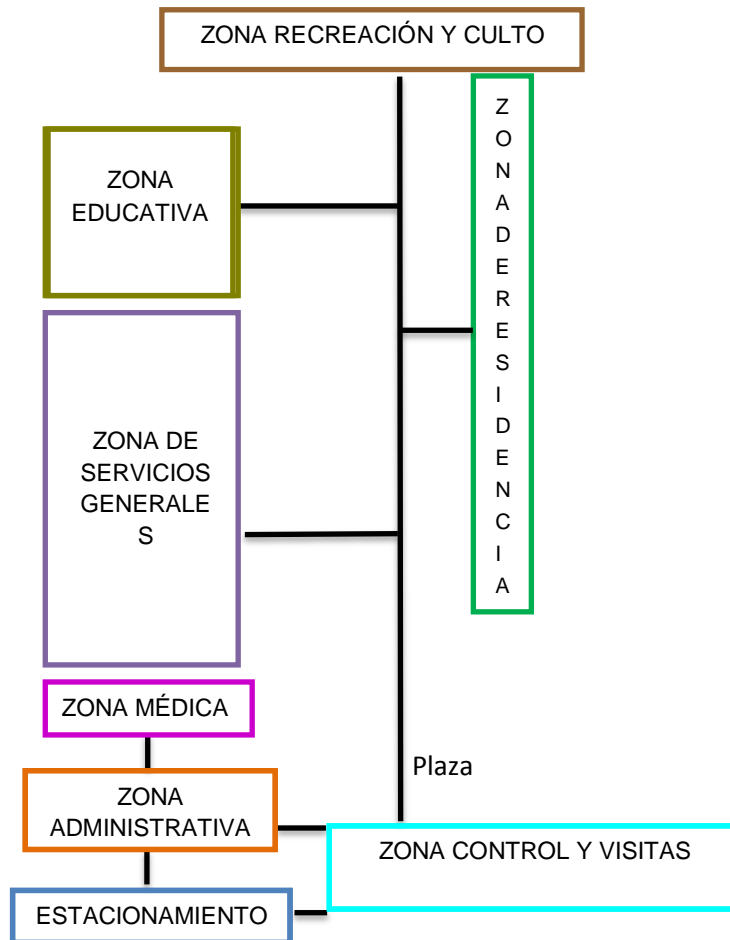 ZONA RECREACIÓN Y CULTO
ZONA
EDUCATIVA
Z
O
N
A
D
E
R
E
S
I
D
E
N
C
I
A
ZONA DE
SERVICIOS
GENERALE
S
ZONA MÉDICA
Plaza
ZONA
ADMINISTRATIVA
ZONA CONTROL Y VISITAS
ESTACIONAMIENTO